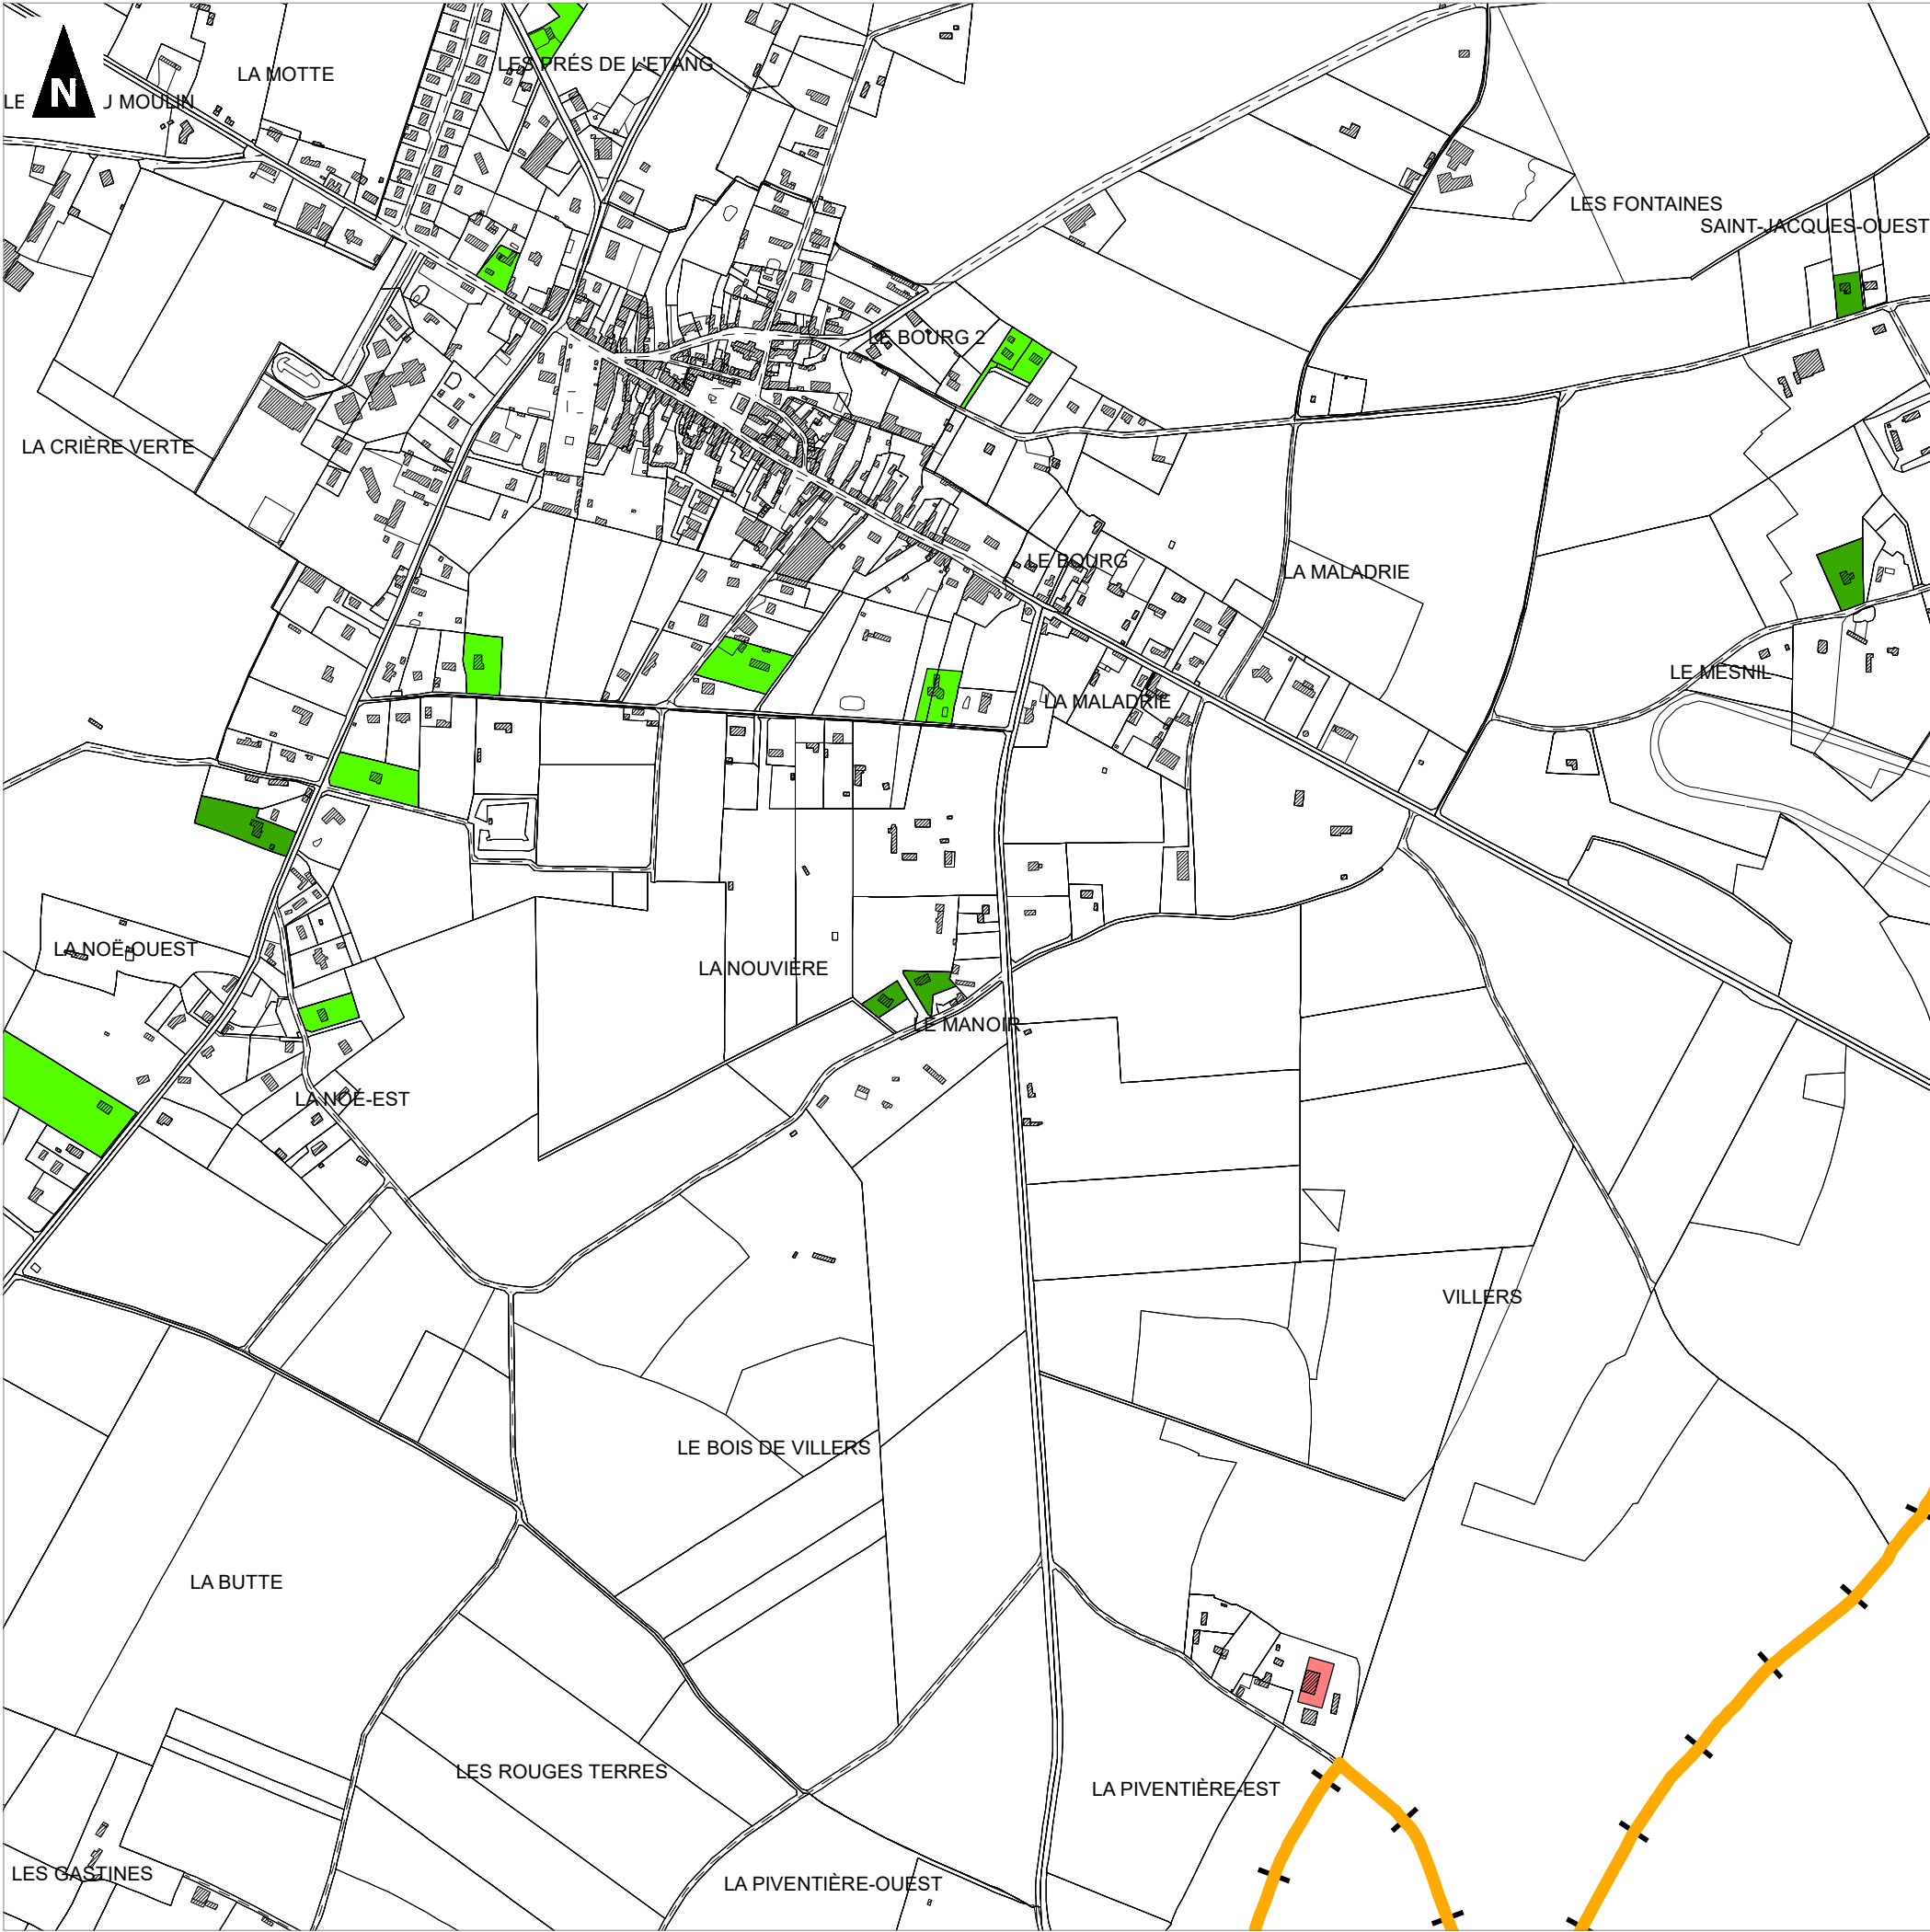 LES PRÉS DE L'ETANG
LA MOTTE
N
LE
J MOULIN
LES FONTAINES
SAINT-JACQUES-OUEST
LE BOURG 2
LA CRIÈRE VERTE
LE BOURG
LA MALADRIE
LE MESNIL
LA MALADRIE
LA NOË-OUEST
LA NOUVIÈRE
LE MANOIR
LA NOË-EST
VILLERS
LE BOIS DE VILLERS
LA BUTTE
LES ROUGES TERRES
LA PIVENTIÈRE-EST
LES GASTINES
LA PIVENTIÈRE-OUEST